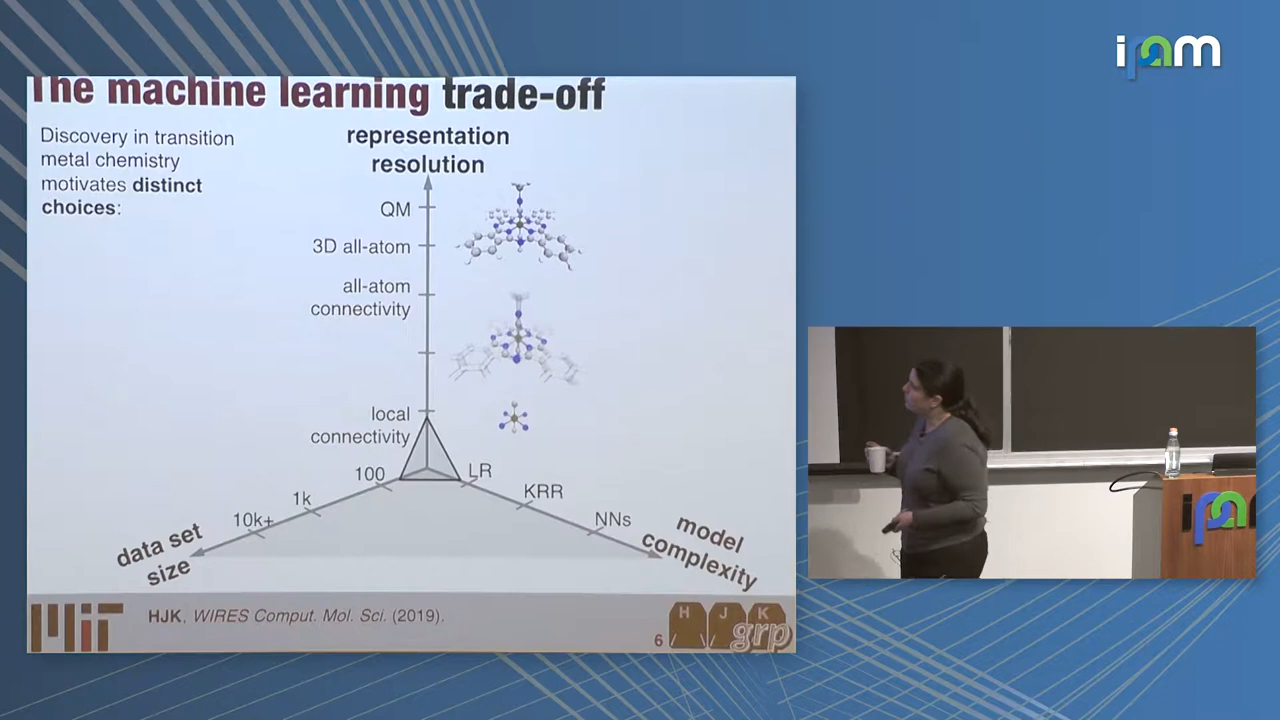 ipam
The machine learning trade-off
Discovery in transition
metal chemistry
motivates distinct
choices:
representation
resolution
QM
3D all-atom
all-atom
connectivity
local
connectivity
100
1k
10k+
data set
size
LR
KRR
NNs
model
complexity
MIT
HJK, WIRES Comput. Mol. Sci. (2019).
6
H J K
grp
ipa